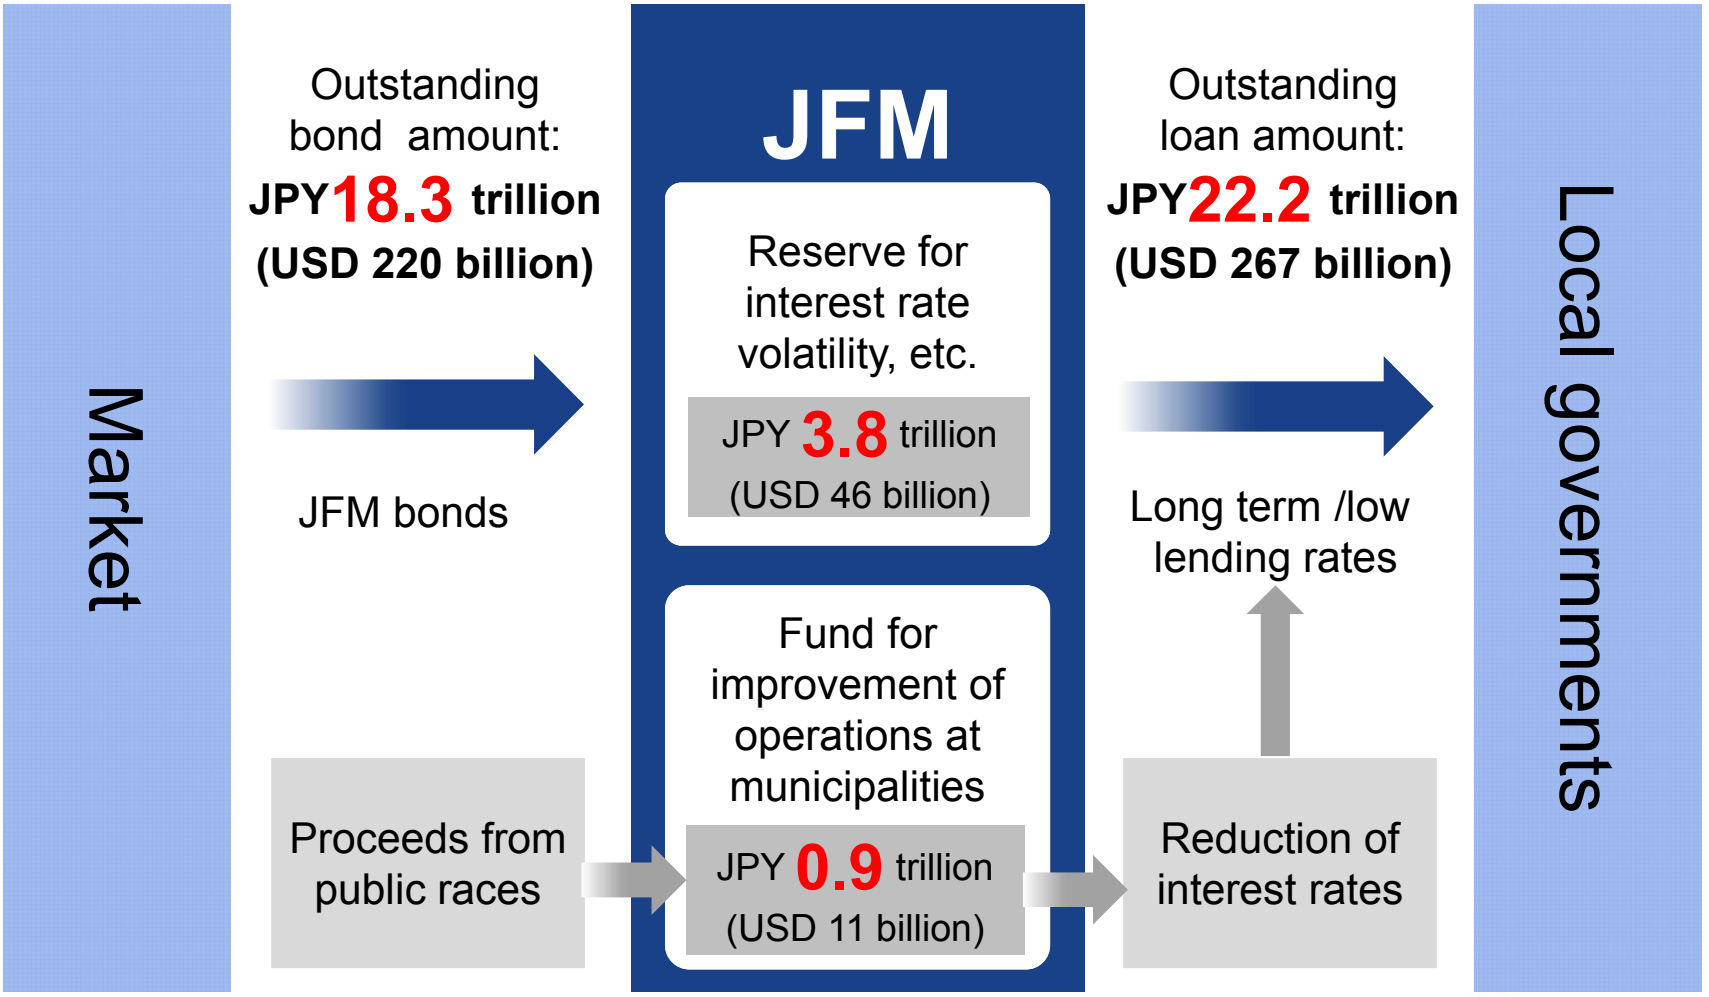 Market
Outstanding
bond amount:
JPY18.3 trillion
(USD 220 billion)
JFM bonds
Proceeds from
public races
JFM
Reserve for
interest rate
volatility, etc.
JPY 3.8 trillion
(USD 46 billion)
Fund for
improvement of
operations at
municipalities
JPY 0.9 trillion
(USD 11 billion)
Outstanding
loan amount:
JPY22.2 trillion
(USD 267 billion)
Long term /low
lending rates
Reduction of
interest rates
Local governments